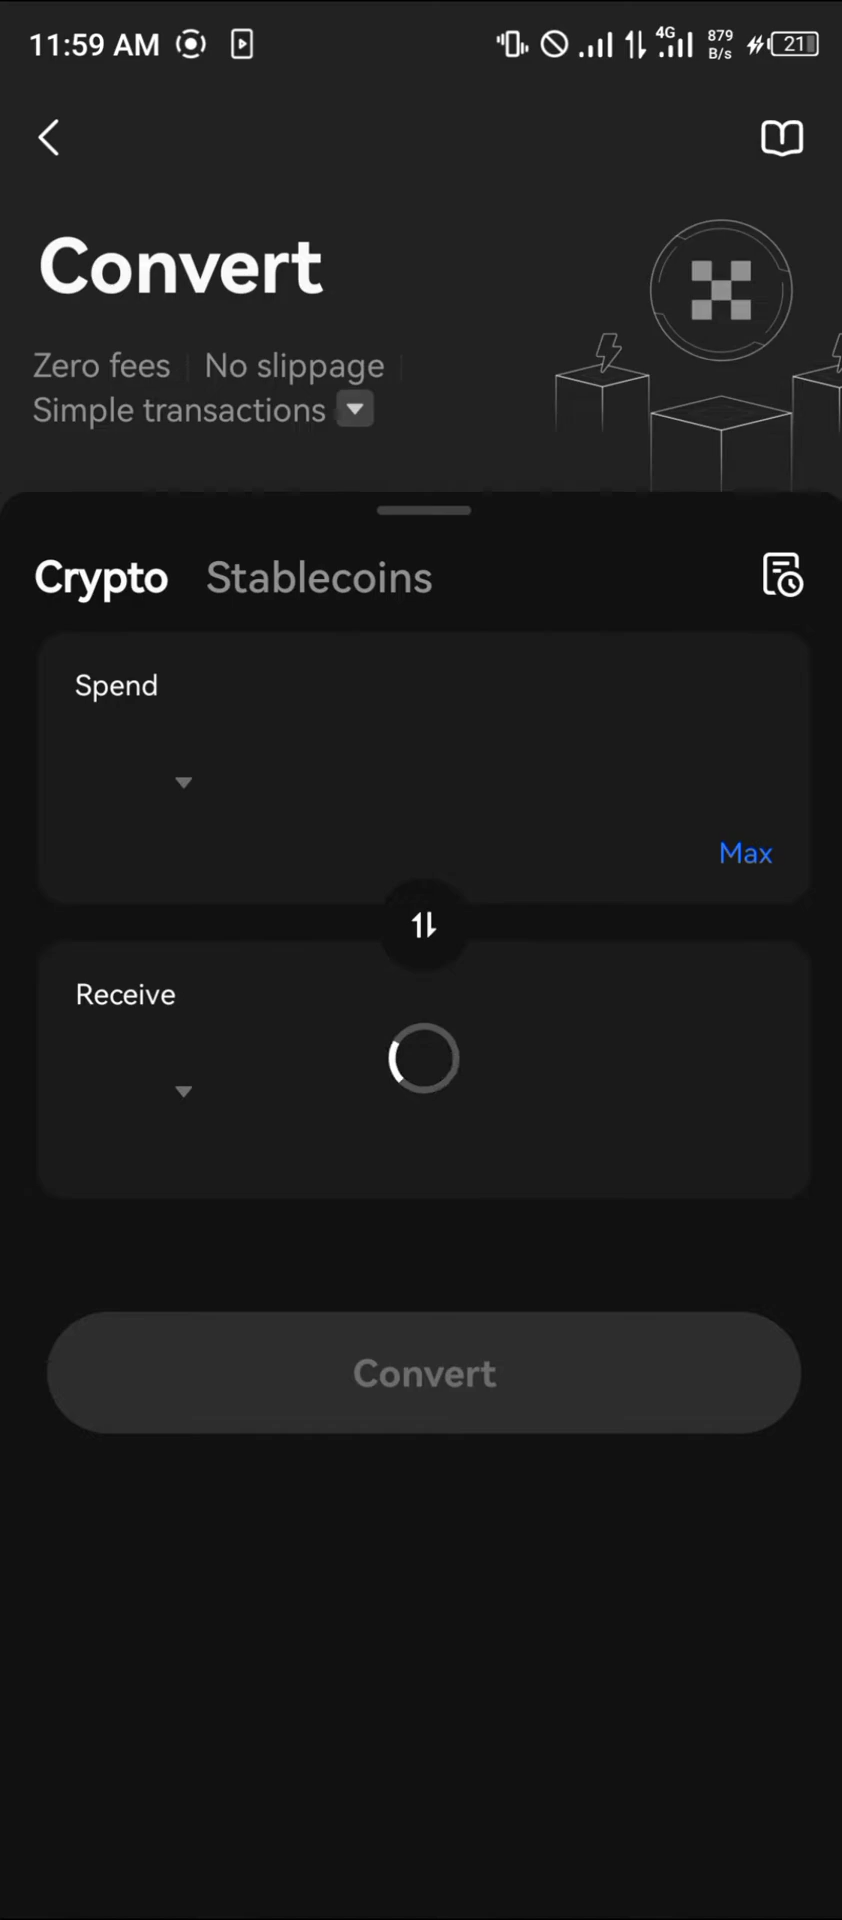 11:59 AM 4G 879 B/s 21
Convert
Zero fees No slippage
Simple transactions
Crypto Stablecoins
Spend
Max
Receive
Convert